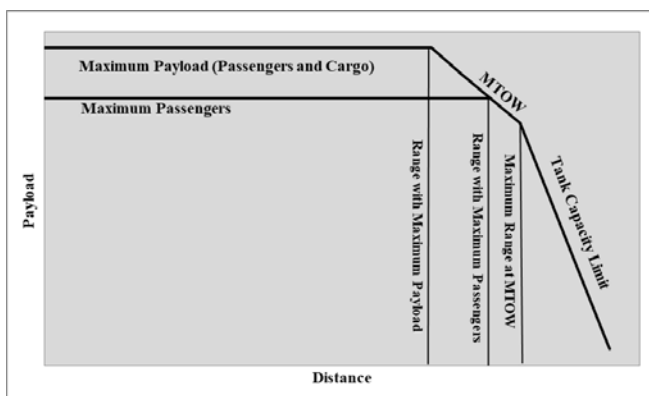 Maximum Payload (Passengers and Cargo)
MTOW
Maximum Passengers
Payload
Range with Maximum
Payload
Range with Maximum
Passengers
Maximum Range at
MTOW
Tank Capacity Limit
Distance